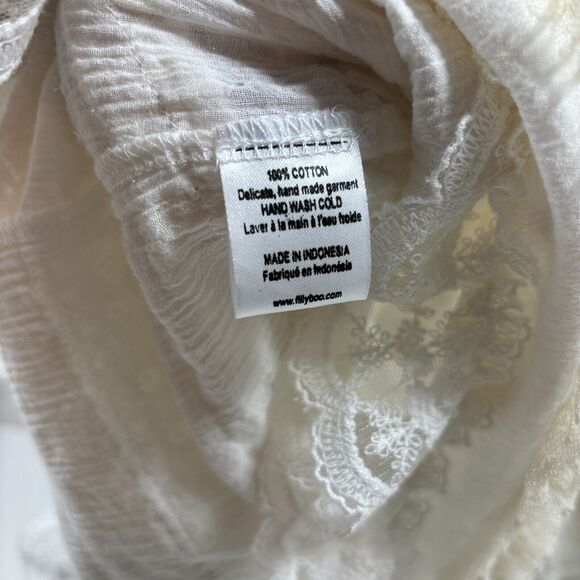 100% COTTON
Delicate, hand made garment
HAND WASH COLD
Laver à la main à l'eau froide
MADE IN INDONESIA
Fabriqué en Indonésie
www.fillyboo.com